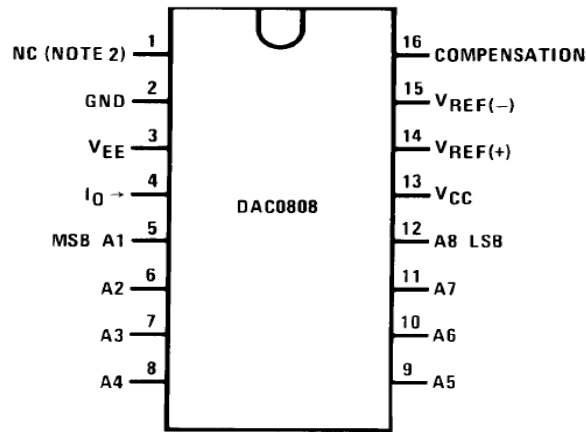 NC (NOTE 2) 1
GND 2
VEE 3
IO → 4
MSB A1 5
A2 6
A3 7
A4 8
DAC0808
16 COMPENSATION
15 VREF(−)
14 VREF(+)
13 VCC
12 A8 LSB
11 A7
10 A6
9 A5